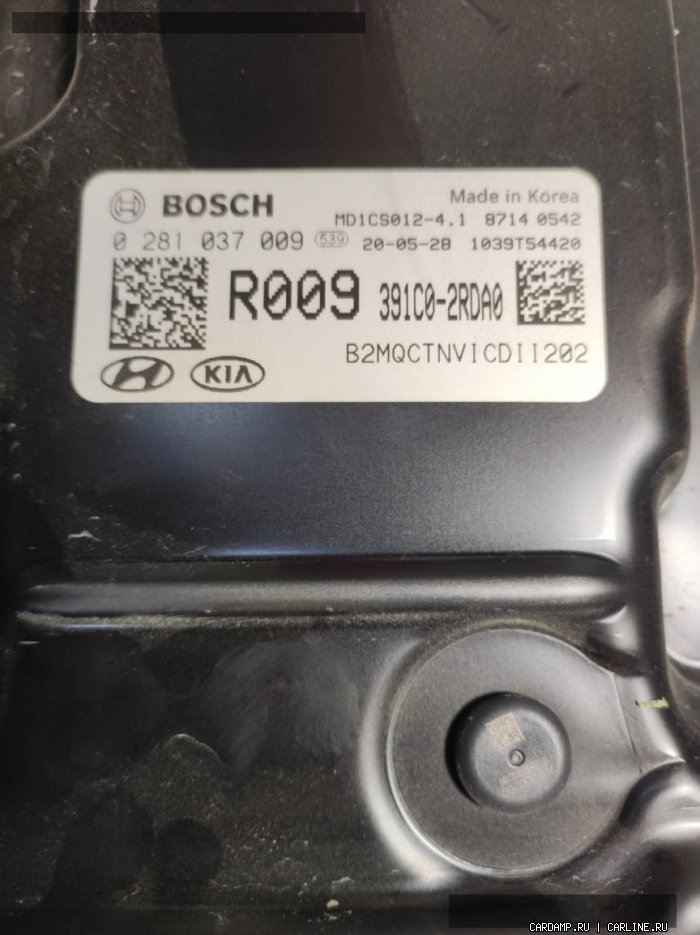 BOSCH
Made in Korea
MD1CS012-4.1 8714 0542
0 281 037 009 539 20-05-28 1039T54420
R009 391C0-2RDA0
B2MQCTNVICDII202
KIA
CARDAMP.RU | CARLINE.RU